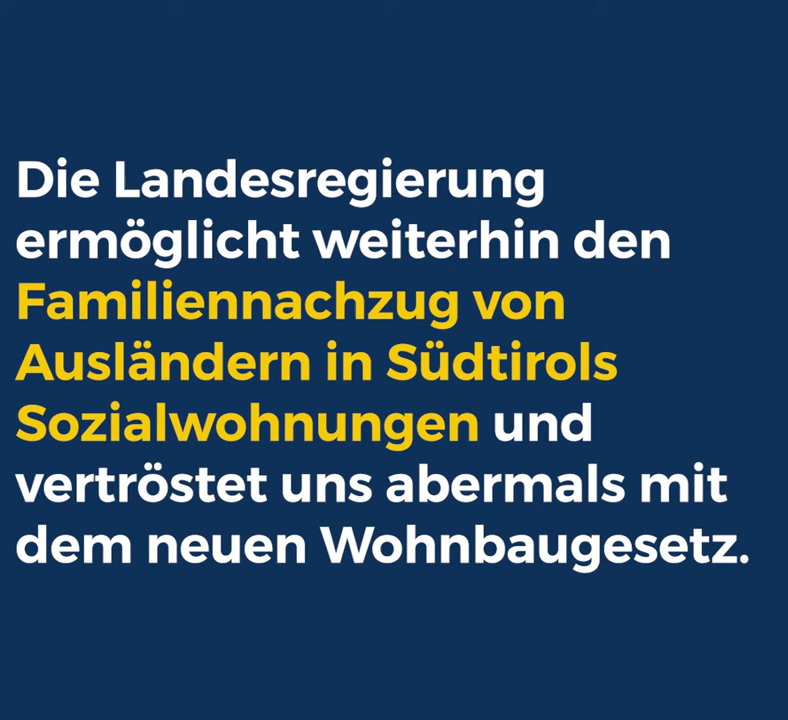 Die Landesregierung
ermöglicht weiterhin den
Familiennachzug von
Ausländern in Südtirols
Sozialwohnungen und
vertröstet uns abermals mit
dem neuen Wohnbaugesetz.